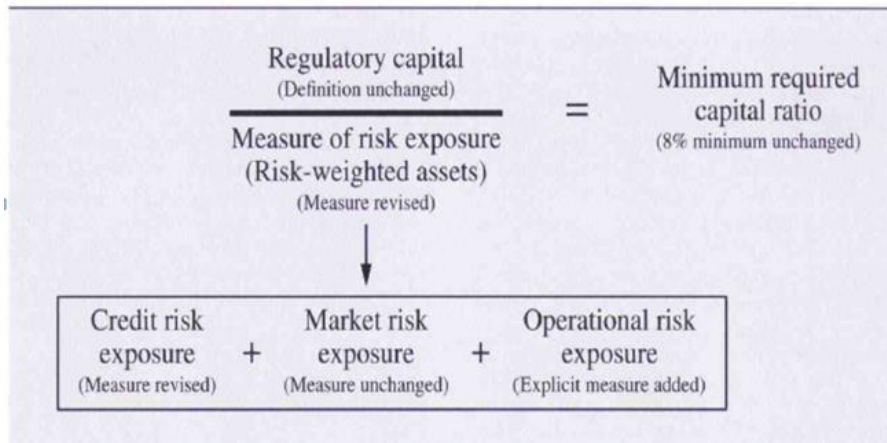 Regulatory capital
(Definition unchanged)
Measure of risk exposure
(Risk-weighted assets)
(Measure revised)
=
Minimum required
capital ratio
(8% minimum unchanged)
Credit risk
exposure
(Measure revised)
+
Market risk
exposure
(Measure unchanged)
+
Operational risk
exposure
(Explicit measure added)